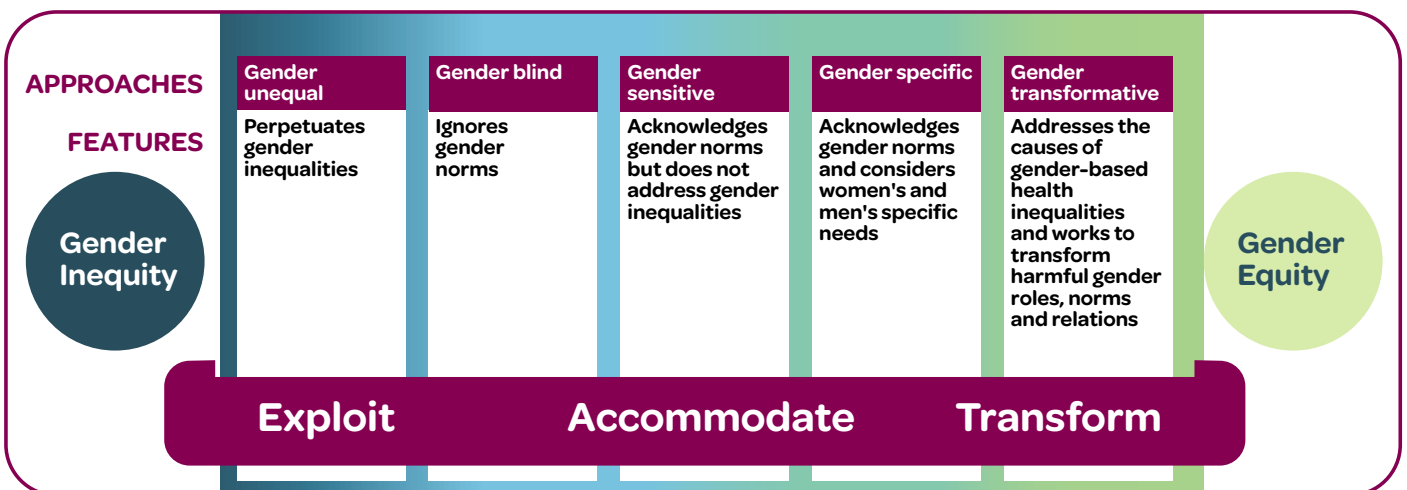 APPROACHES
Gender
unequal
Gender blind
Gender
sensitive
Gender specific
Gender
transformative
FEATURES
Perpetuates
gender
inequalities
Ignores
gender
norms
Acknowledges
gender norms
but does not
address gender
inequalities
Acknowledges
gender norms
and considers
women's and
men's specific
needs
Addresses the
causes of
gender-based
health
inequalities
and works to
transform
harmful gender
roles, norms
and relations
Gender
Inequity
Gender
Equity
Exploit
Accommodate
Transform